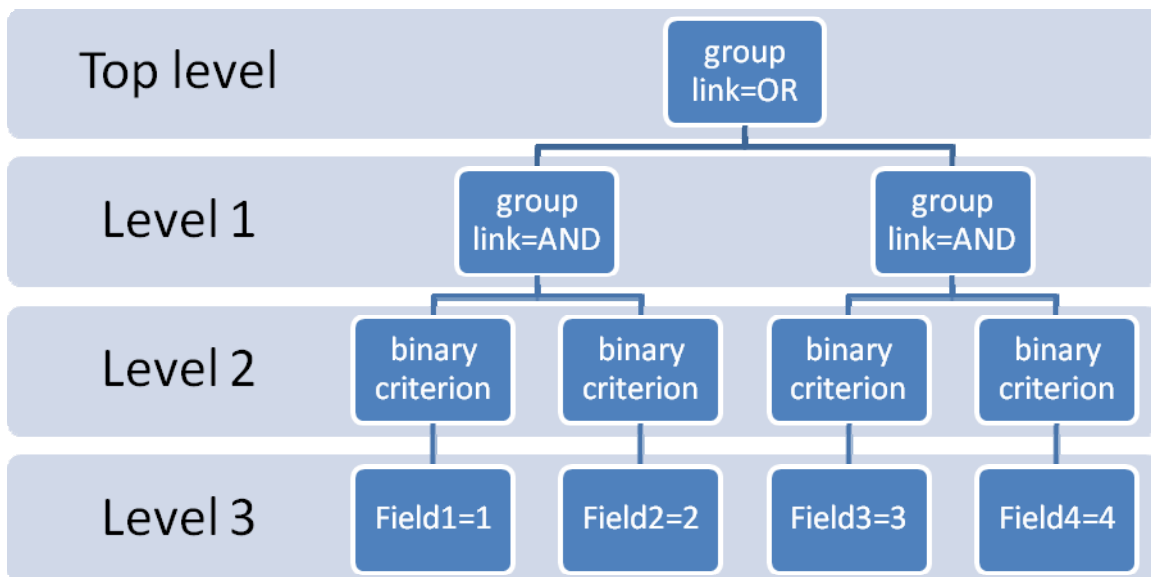 Top level
group
link=OR
Level 1
group
link=AND
group
link=AND
Level 2
binary
criterion
binary
criterion
binary
criterion
binary
criterion
Level 3
Field1=1
Field2=2
Field3=3
Field4=4